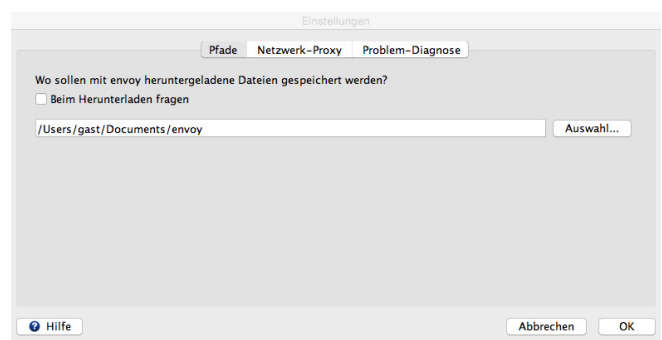 Einstellungen
Pfade Netzwerk-Proxy Problem-Diagnose
Wo sollen mit envoy heruntergeladene Dateien gespeichert werden?
Beim Herunterladen fragen
/Users/gast/Documents/envoy Auswahl...
Hilfe Abbrechen OK